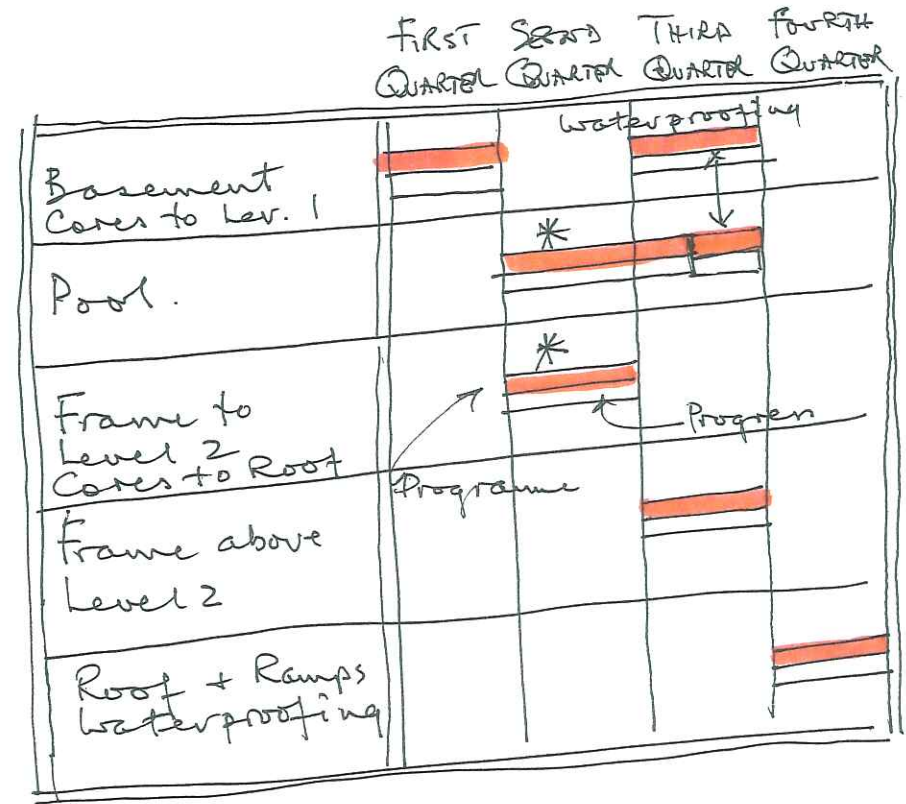 FIRST SECOND THIRD FOURTH
QUARTER QUARTER QUARTER QUARTER
waterproofing
Basement
Cores to Lev. 1
Pool.
Frame to
Level 2
Cores to Roof
Progress
Programme
Frame above
Level 2
Roof + Ramps
waterproofing